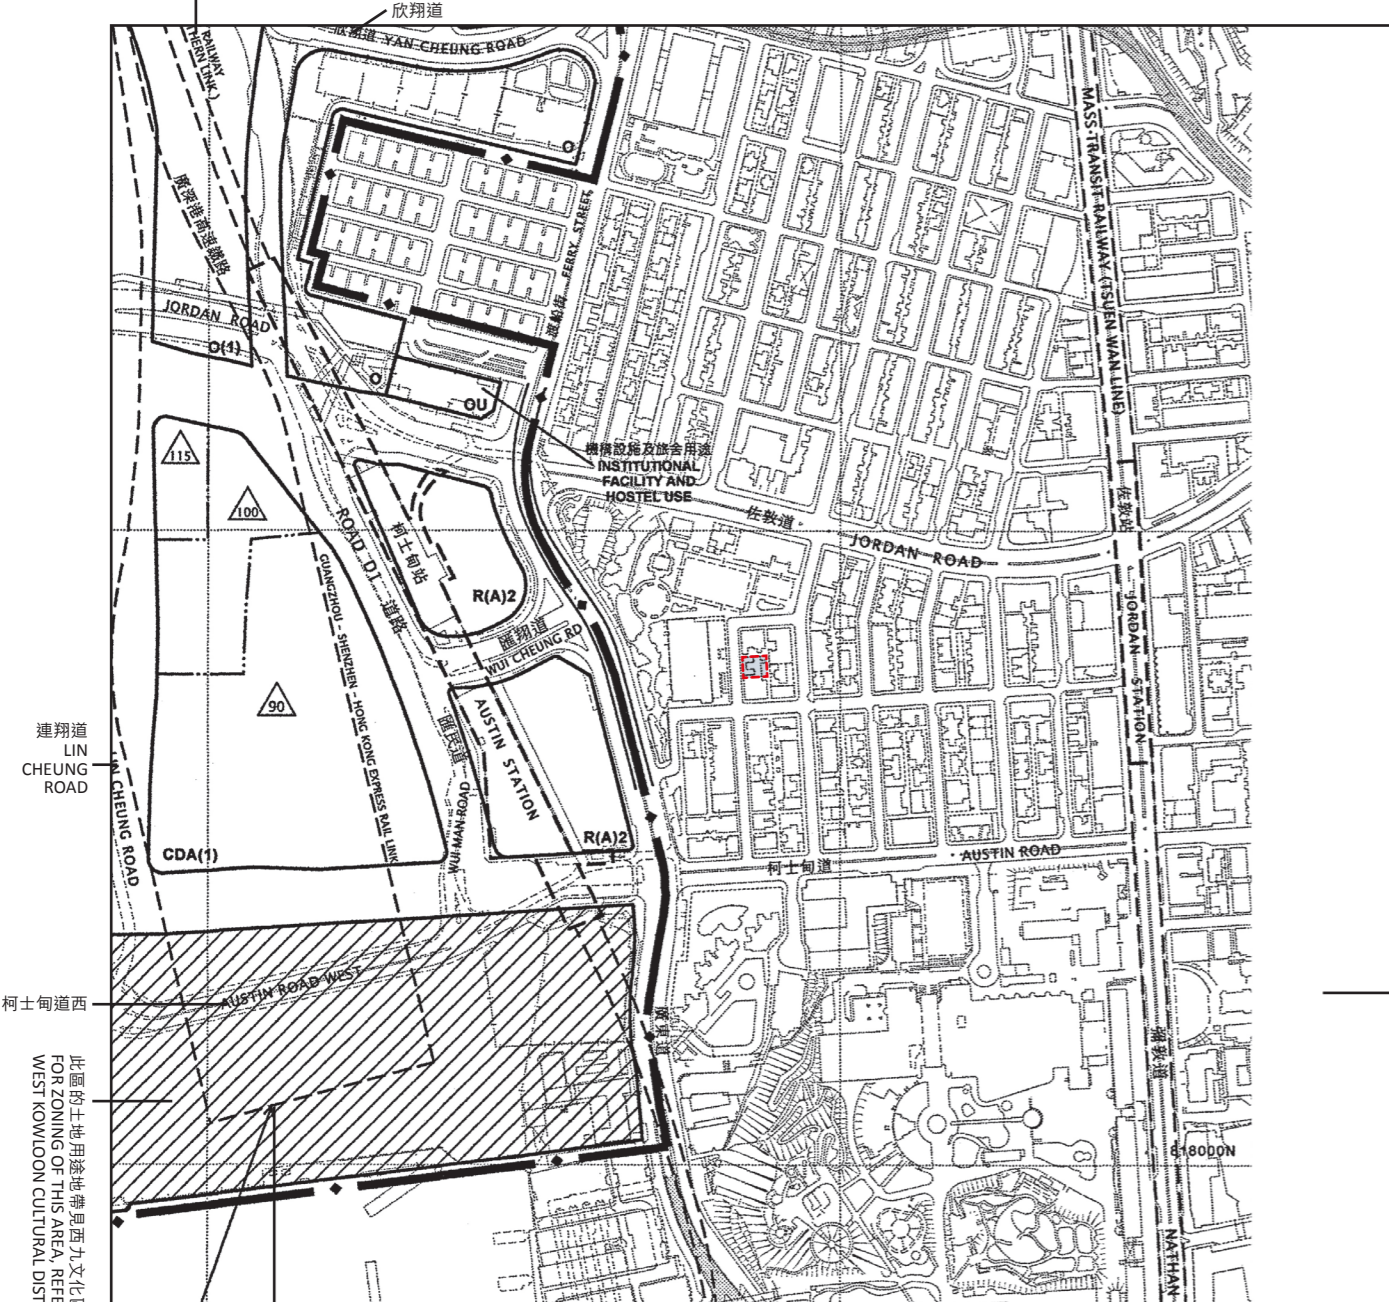 欣翔道
欣翔道 YAN CHEUNG ROAD
RAILWAY
THERN LINK)
廣深港高速鐵路
MASS TRANSIT RAILWAY (TSUEN WAN LINE)
O
渡船街 FERRY STREET
JORDAN ROAD
O(1)
O
OU
機構設施及旅舍用途
INSTITUTIONAL
FACILITY AND
HOSTEL USE
115
100
佐敦道
JORDAN ROAD
佐敦站
JORDAN STATION
ROAD D1 道路
柯士甸站
R(A)2
匯翔道
WUI CHEUNG RD
GUANGZHOU - SHENZHEN - HONG KONG EXPRESS RAIL LINK
90
AUSTIN STATION
匯民道
WUI MAN ROAD
連翔道
LIN
CHEUNG
ROAD
LIN CHEUNG ROAD
CDA(1)
R(A)2
柯士甸道
AUSTIN ROAD
柯士甸道西
AUSTIN ROAD WEST
廣東道
彌敦道
818000N
NATHAN
此區的土地用途地帶見西九文化區
FOR ZONING OF THIS AREA, REFE
WEST KOWLOON CULTURAL DIST